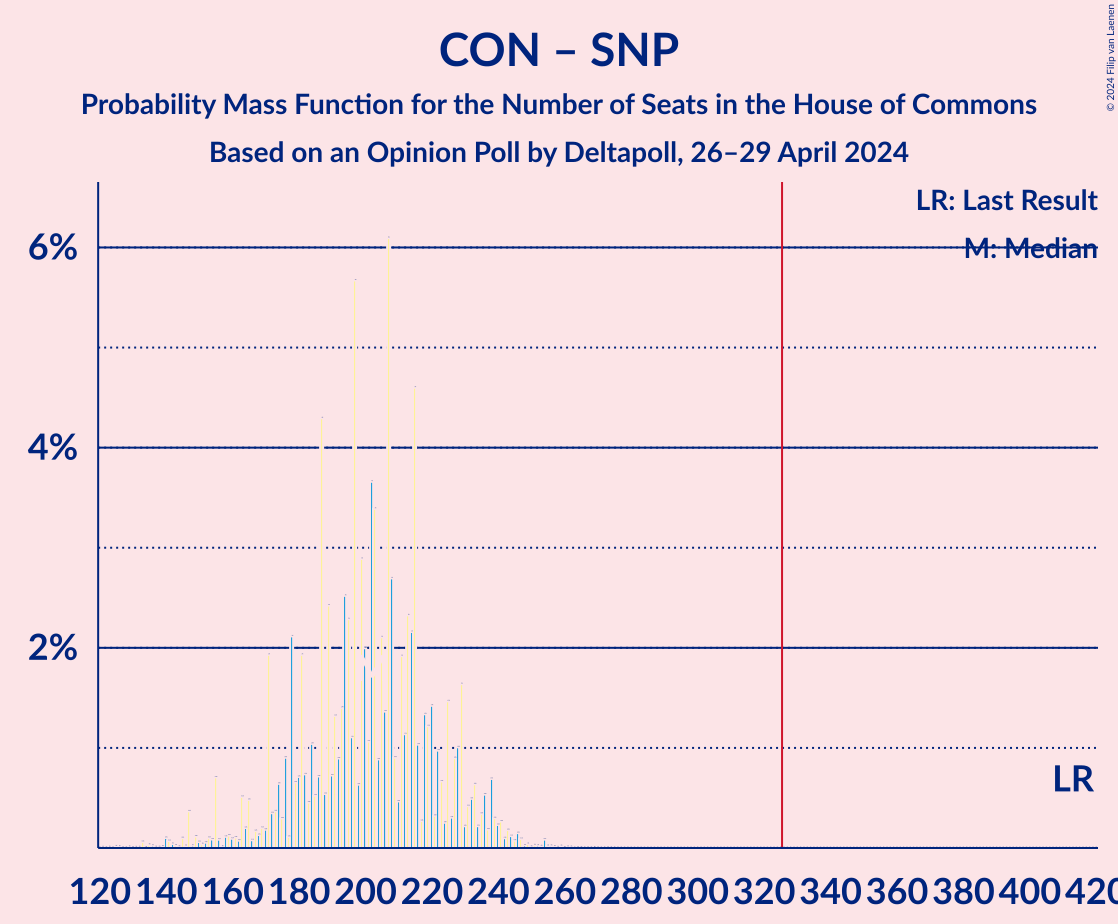 CON – SNP
Probability Mass Function for the Number of Seats in the House of Commons
Based on an Opinion Poll by Deltapoll, 26–29 April 2024
© 2024 Filip van Laenen
LR: Last Result
M: Median
6%
4%
2%
LR
120 140 160 180 200 220 240 260 280 300 320 340 360 380 400 420